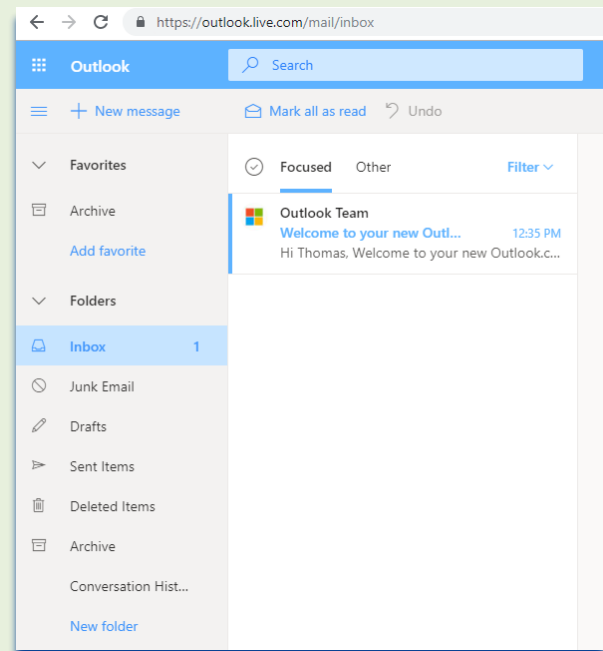 https://outlook.live.com/mail/inbox
Outlook
Search
New message
Mark all as read
Undo
Favorites
Archive
Add favorite
Folders
Inbox 1
Junk Email
Drafts
Sent Items
Deleted Items
Archive
Conversation Hist...
New folder
Focused Other Filter
Outlook Team
Welcome to your new Outl... 12:35 PM
Hi Thomas, Welcome to your new Outlook.c...